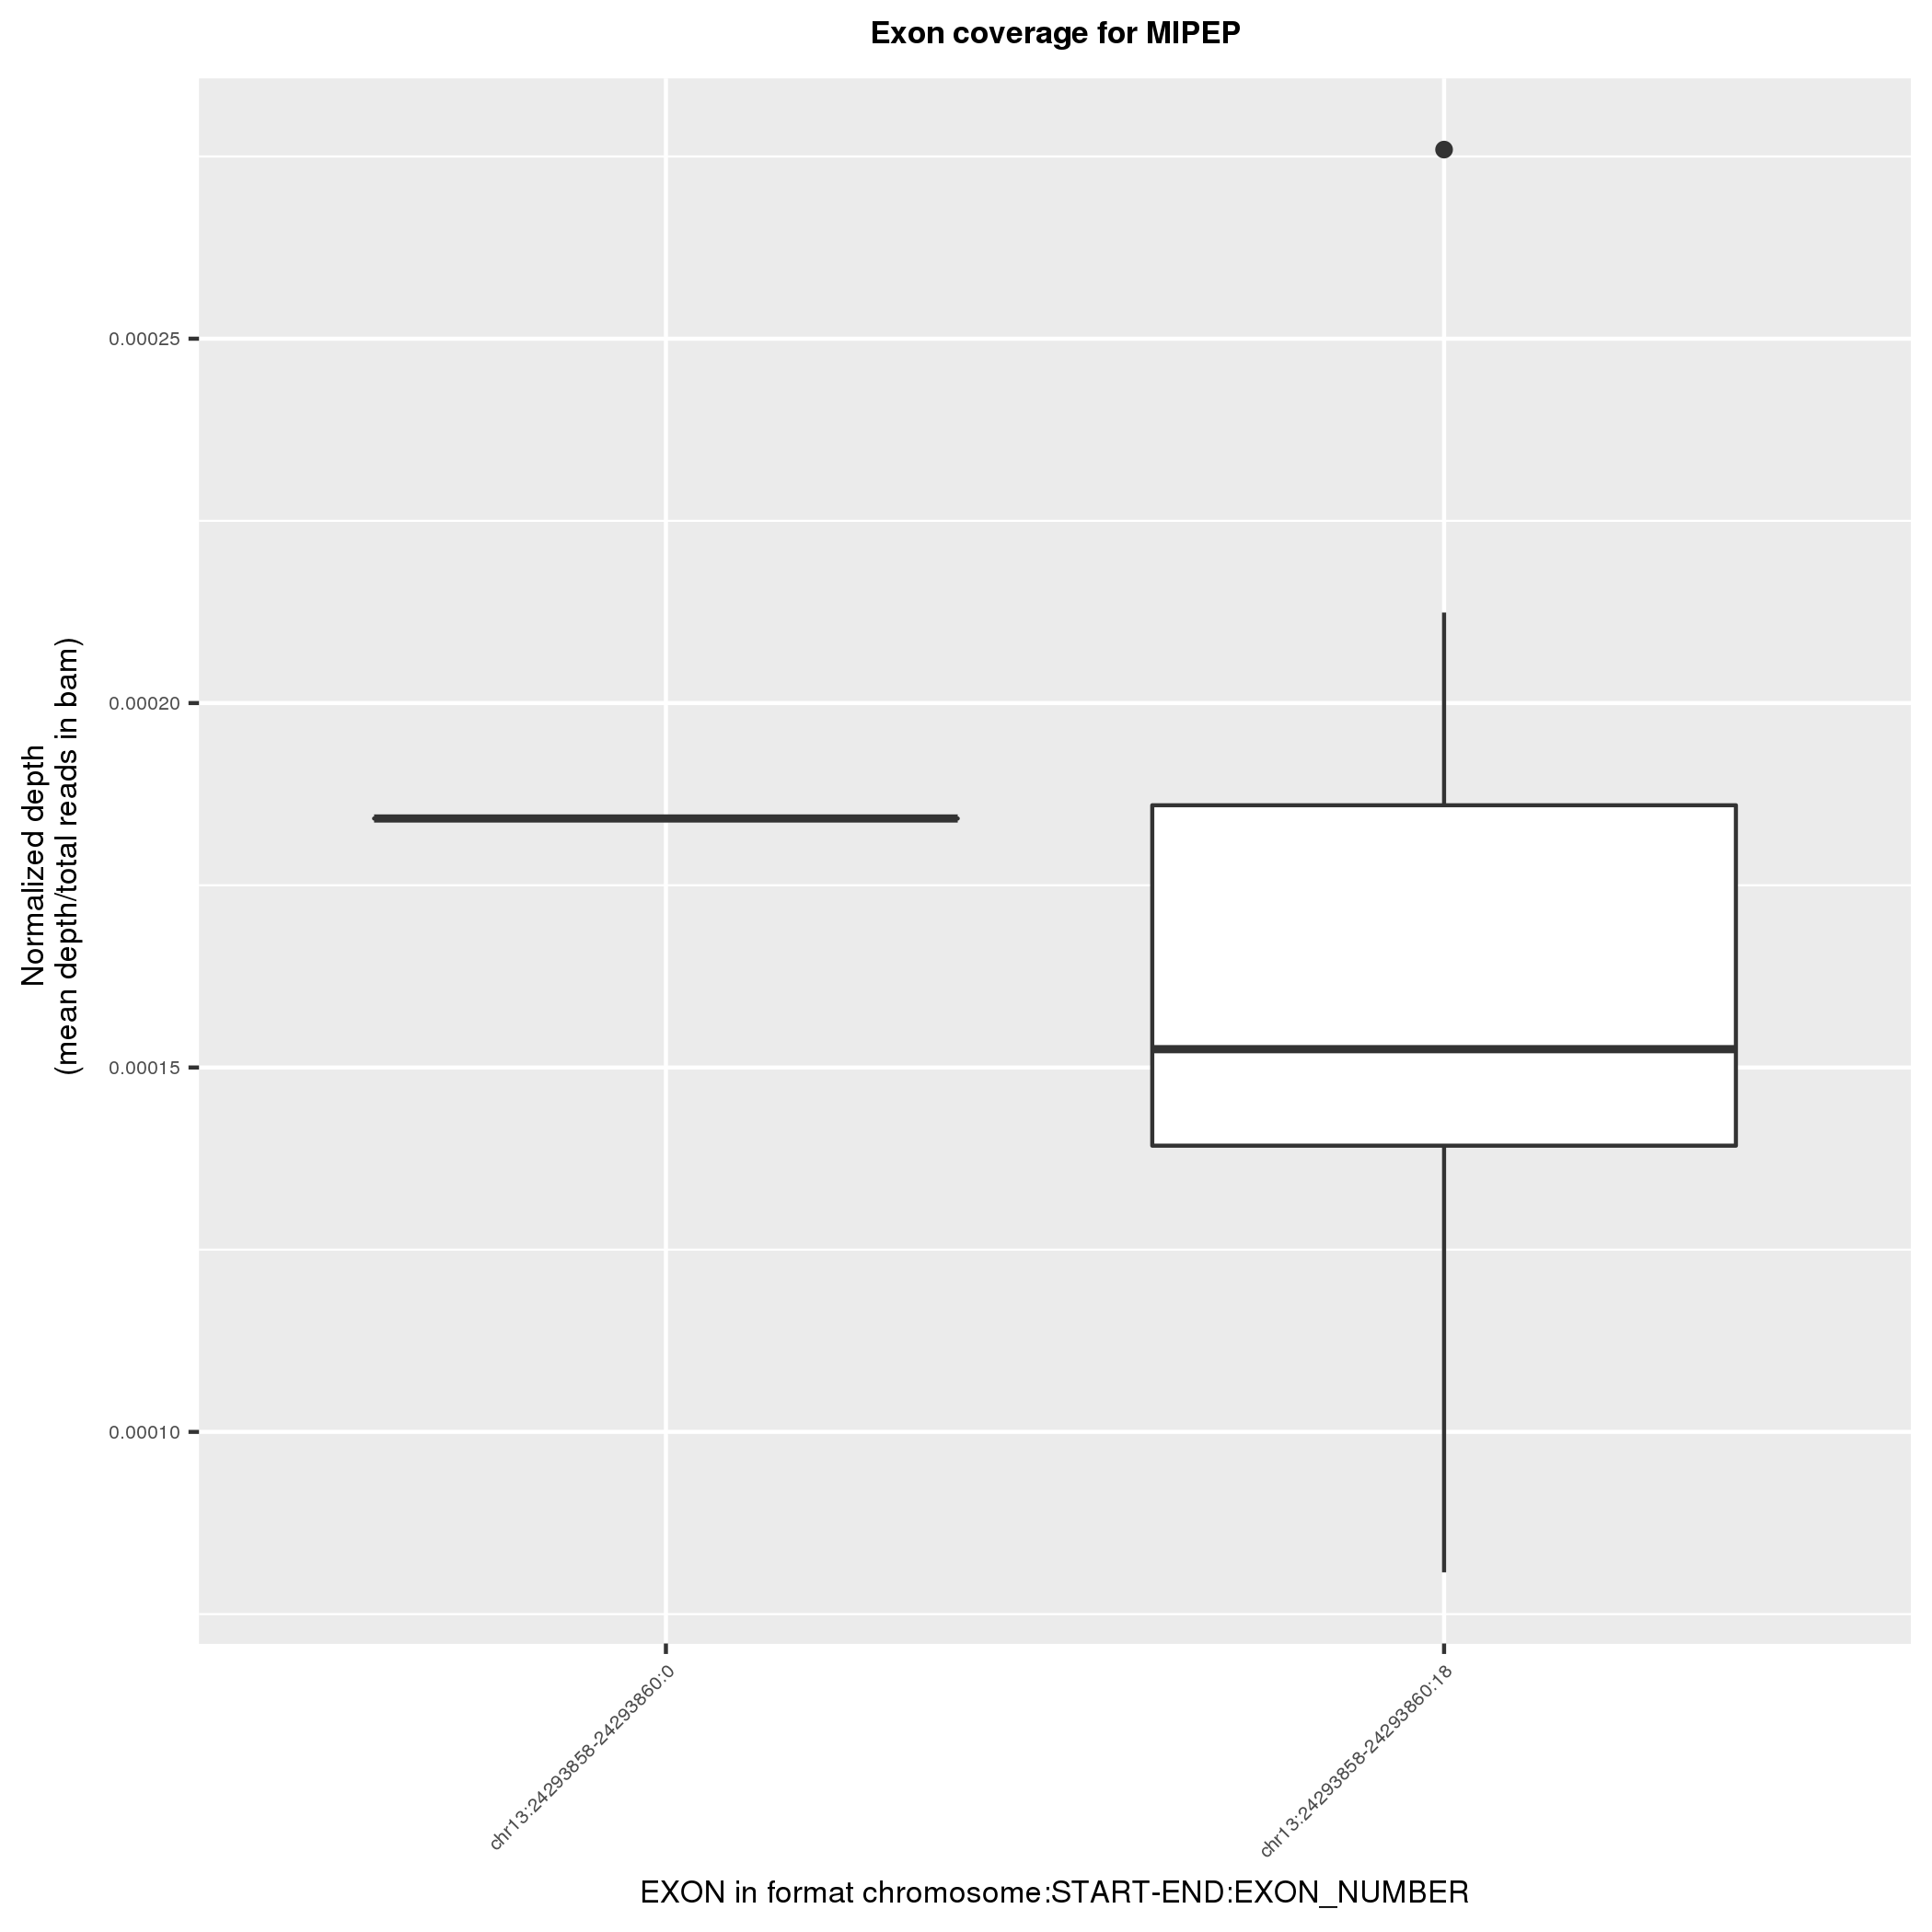 Exon coverage for MIPEP
Normalized depth
(mean depth/total reads in bam)
0.00025
0.00020
0.00015
0.00010
chr13:24293858-24293860:0
chr13:24293858-24293860:18
EXON in format chromosome:START-END:EXON_NUMBER